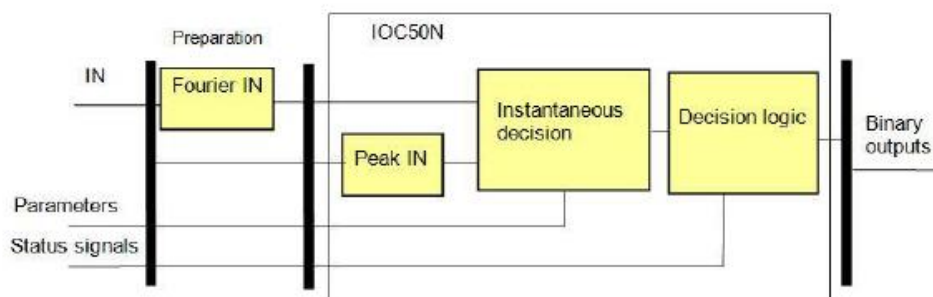 Preparation
IOC50N
IN
Fourier IN
Instantaneous
decision
Decision logic
Binary
outputs
Peak IN
Parameters
Status signals